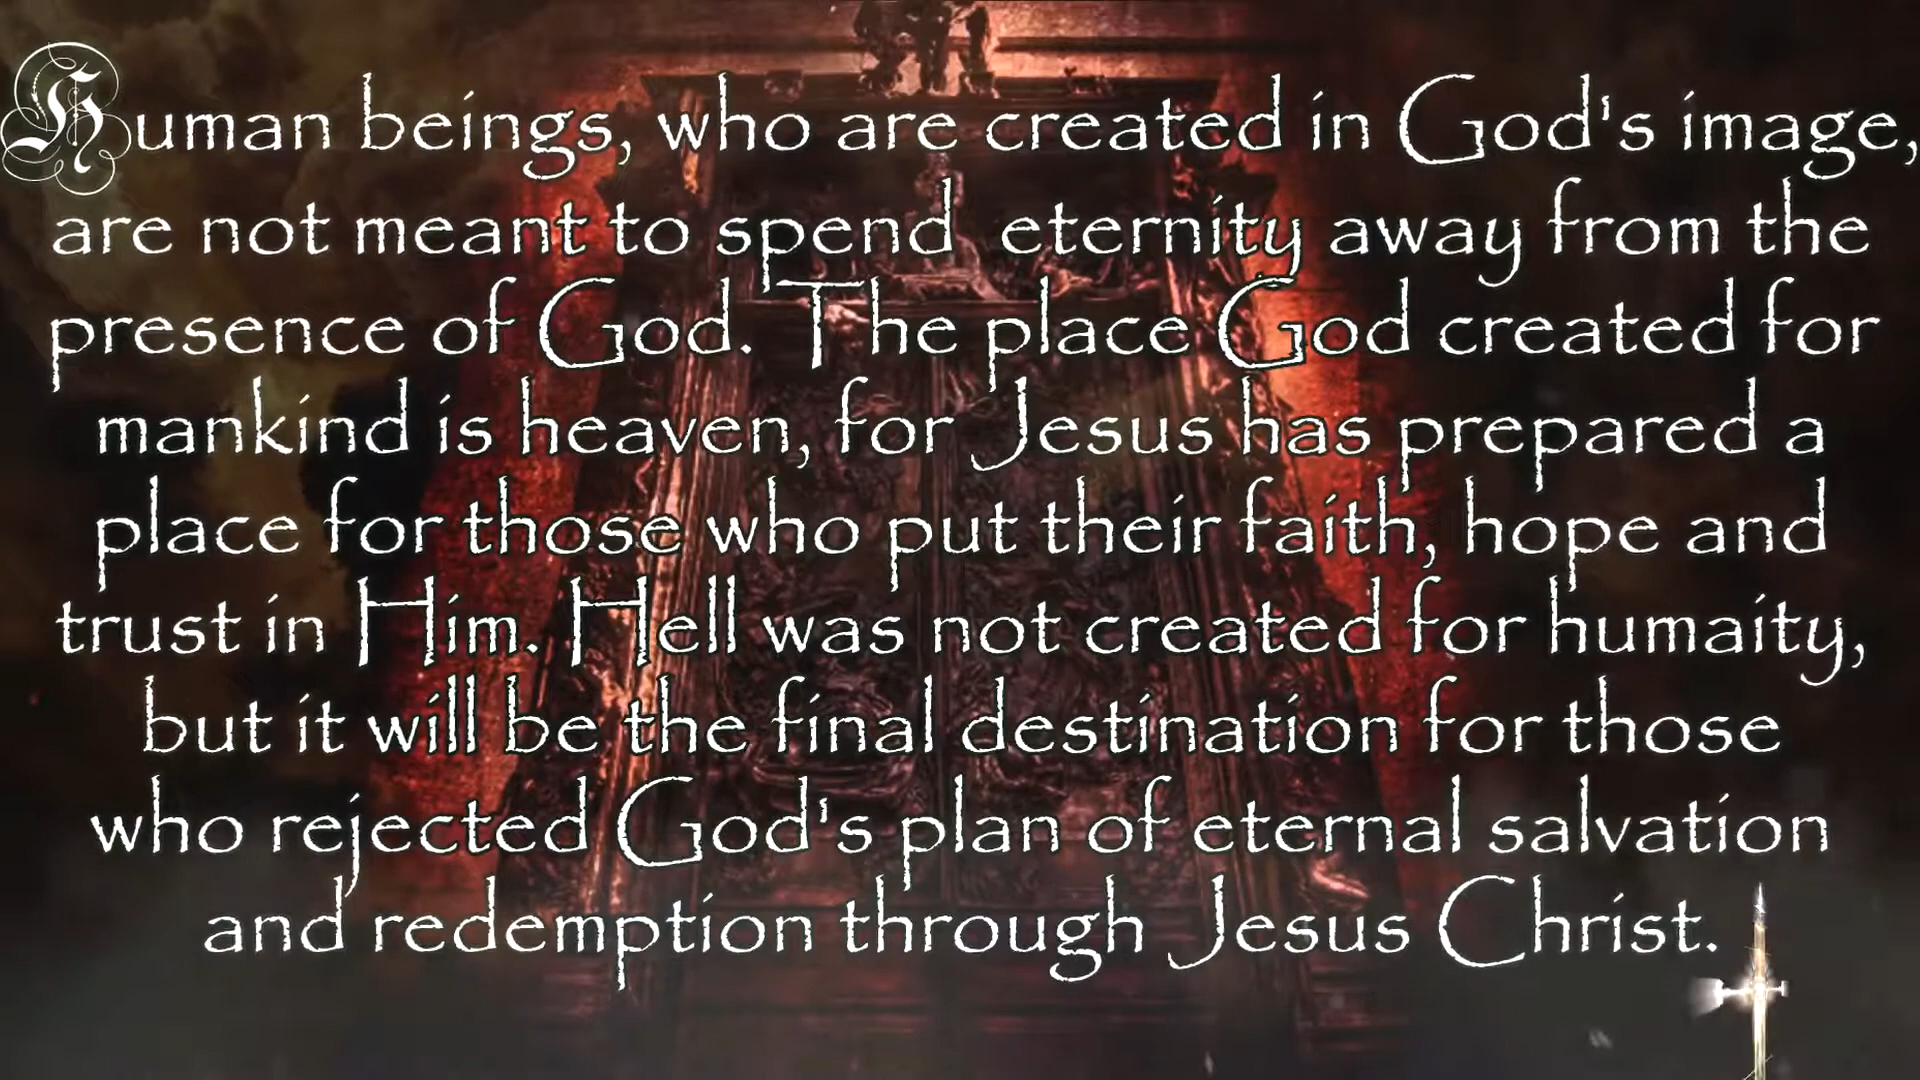 Human beings, who are created in God's image,
are not meant to spend eternity away from the
presence of God. The place God created for
mankind is heaven, for Jesus has prepared a
place for those who put their faith, hope and
trust in Him. Hell was not created for humaity,
but it will be the final destination for those
who rejected God's plan of eternal salvation
and redemption through Jesus Christ.